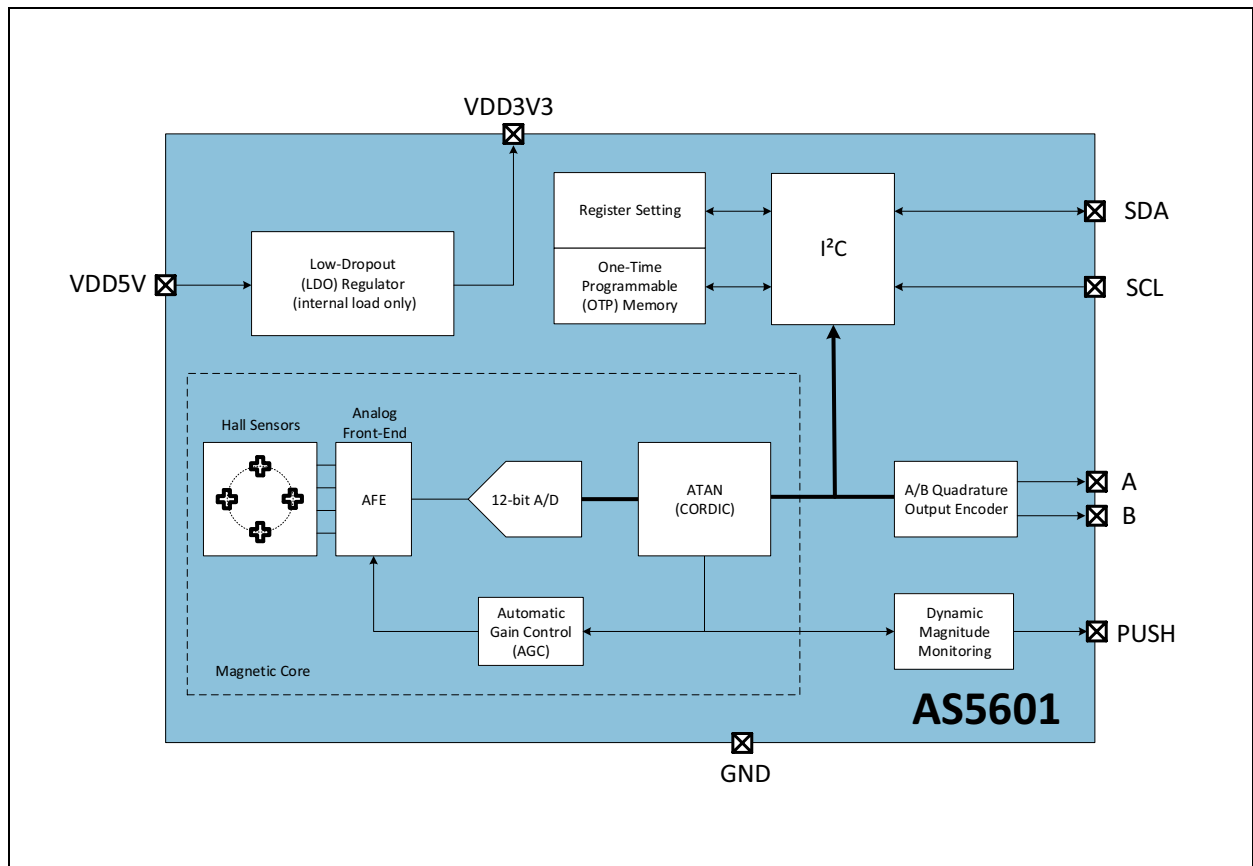 VDD3V3
Register Setting
I²C
SDA
VDD5V
Low-Dropout
(LDO) Regulator
(internal load only)
One-Time
Programmable
(OTP) Memory
SCL
Hall Sensors
Analog
Front-End
AFE
12-bit A/D
ATAN
(CORDIC)
A/B Quadrature
Output Encoder
A
B
Automatic
Gain Control
(AGC)
Dynamic
Magnitude
Monitoring
PUSH
Magnetic Core
AS5601
GND